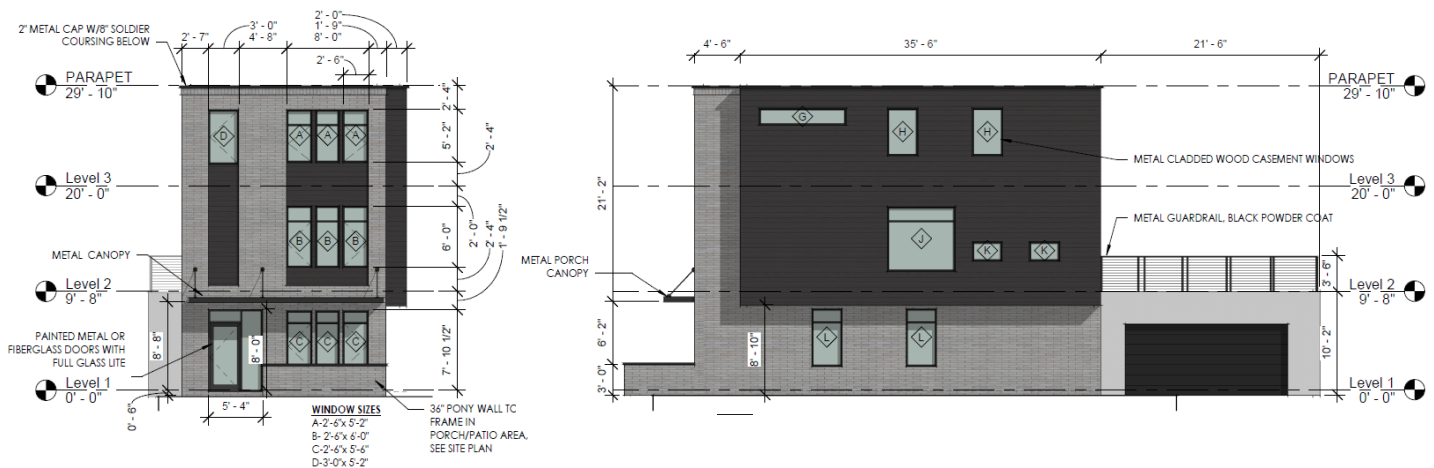 2" METAL CAP W/8" SOLDIER
COURSING BELOW
2' - 7"
3' - 0"
4' - 8"
2' - 0"
1' - 9"
8' - 0"
2' - 6"
PARAPET
29' - 10"
2' - 4"
D
A
A
A
5' - 2"
2' - 4"
Level 3
20' - 0"
B
B
B
6' - 0"
2' - 0"
2' - 4"
1' - 9 1/2"
METAL CANOPY
Level 2
9' - 8"
PAINTED METAL OR
FIBERGLASS DOORS WITH
FULL GLASS LITE
8' - 8"
8' - 0"
C
C
C
7' - 10 1/2"
Level 1
0' - 0"
0' - 6"
5' - 4"
WINDOW SIZES
A-2'-6"x 5'-2"
B- 2'-6"x 6'-0"
C-2'-6"x 5'-6"
D-3'-0"x 5'-2"
36" PONY WALL TO
FRAME IN
PORCH/PATIO AREA,
SEE SITE PLAN
4' - 6"
35' - 6"
21' - 6"
PARAPET
29' - 10"
G
H
H
METAL CLADDED WOOD CASEMENT WINDOWS
21' - 2"
Level 3
20' - 0"
METAL GUARDRAIL, BLACK POWDER COAT
J
K
K
METAL PORCH
CANOPY
3' - 6"
Level 2
9' - 8"
6' - 2"
8' - 10"
L
L
10' - 2"
3' - 0"
Level 1
0' - 0"